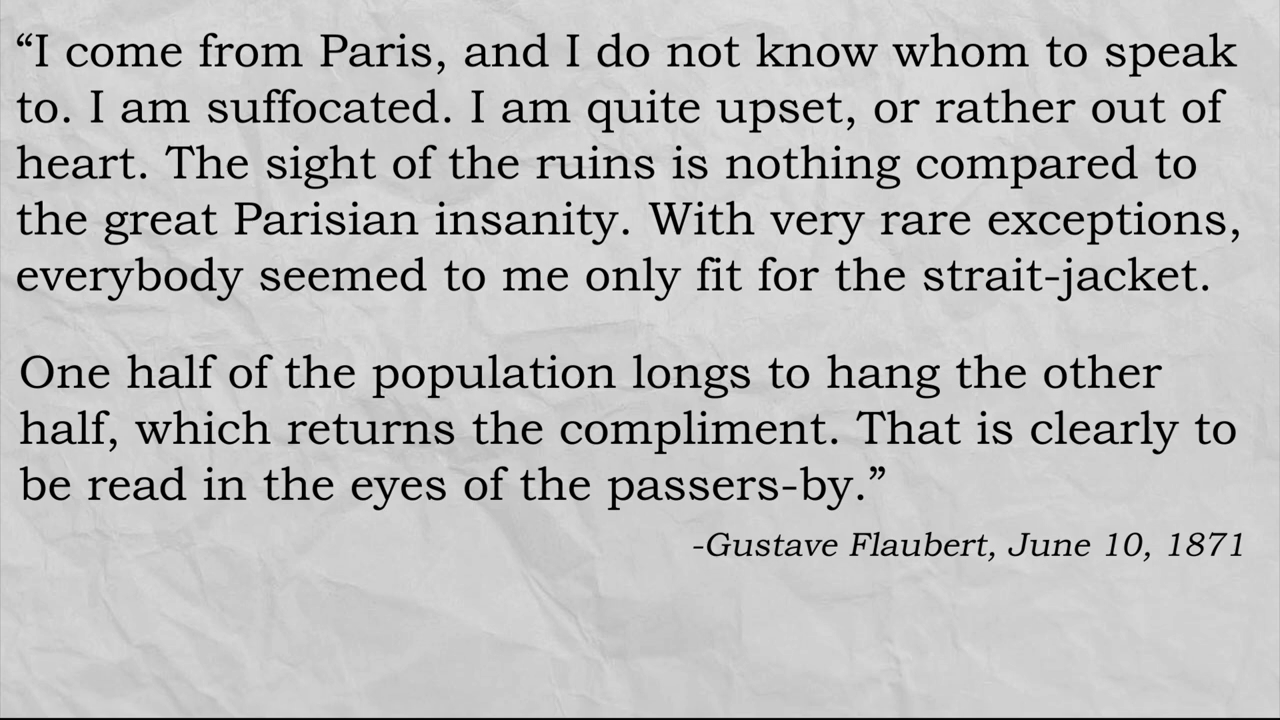 “I come from Paris, and I do not know whom to speak
to. I am suffocated. I am quite upset, or rather out of
heart. The sight of the ruins is nothing compared to
the great Parisian insanity. With very rare exceptions,
everybody seemed to me only fit for the strait-jacket.
One half of the population longs to hang the other
half, which returns the compliment. That is clearly to
be read in the eyes of the passers-by.”
-Gustave Flaubert, June 10, 1871